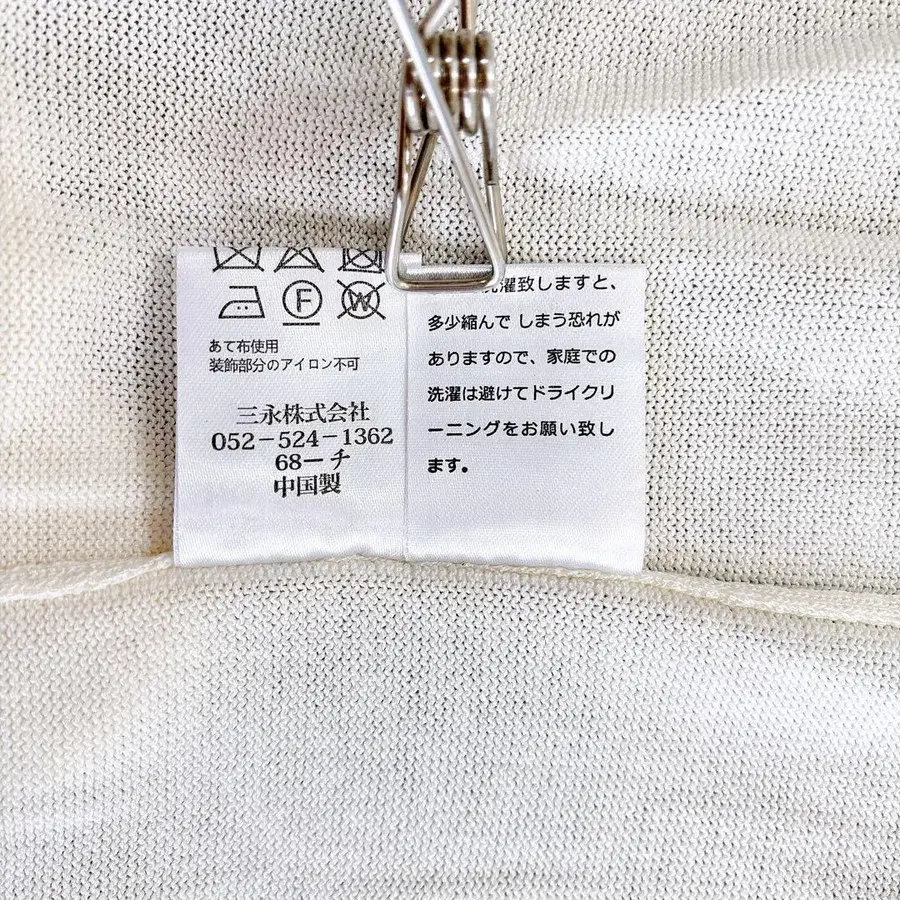 F
W
あて布使用
装飾部分のアイロン不可
三永株式会社
052-524-1362
68ーチ
中国製
洗濯致しますと、
多少縮んで しまう恐れが
ありますので、家庭での
洗濯は避けてドライクリ
ーニングをお願い致し
ます。